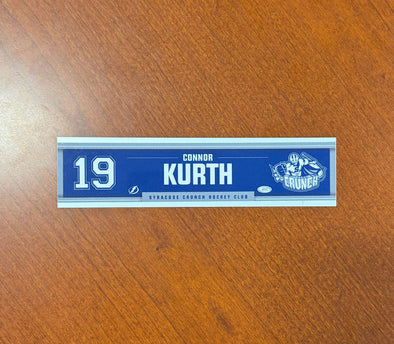 19
CONNOR
KURTH
CRUNCH
SYRACUSE CRUNCH HOCKEY CLUB